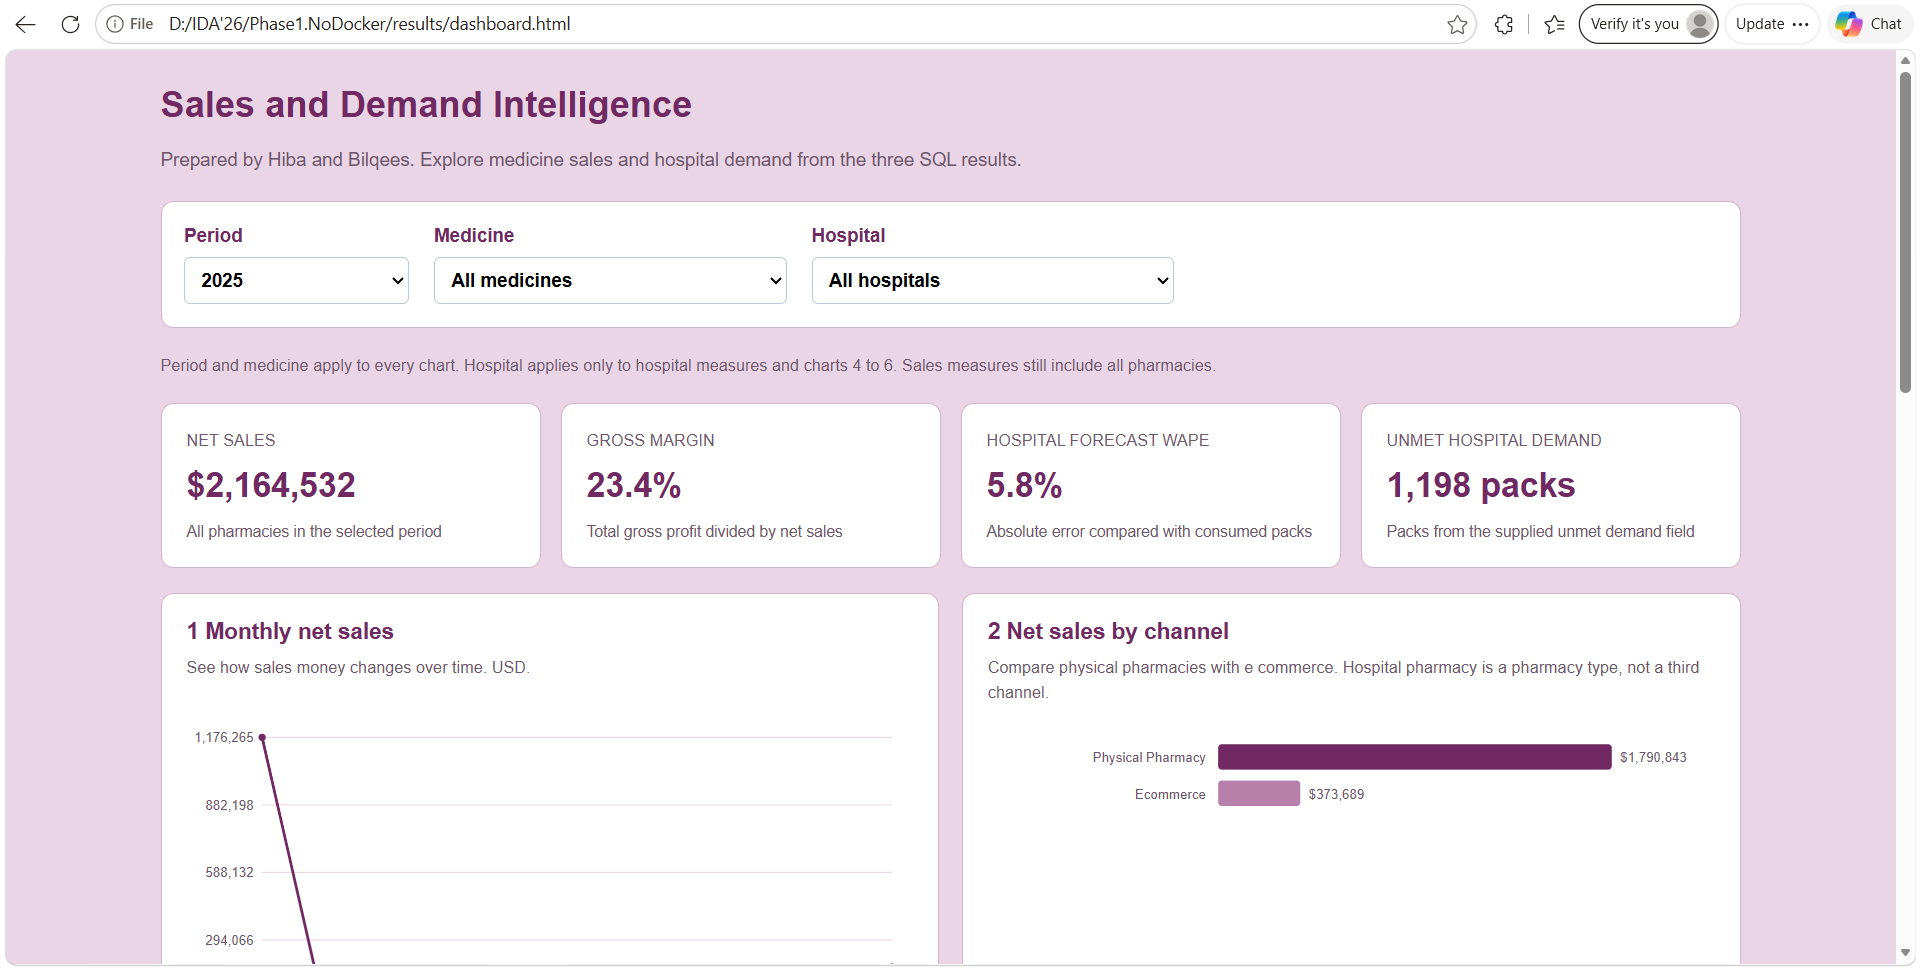 File D:/IDA'26/Phase1.NoDocker/results/dashboard.html Verify it's you Update Chat
Sales and Demand Intelligence
Prepared by Hiba and Bilqees. Explore medicine sales and hospital demand from the three SQL results.
Period Medicine Hospital
2025 All medicines All hospitals
Period and medicine apply to every chart. Hospital applies only to hospital measures and charts 4 to 6. Sales measures still include all pharmacies.
NET SALES
$2,164,532
All pharmacies in the selected period
GROSS MARGIN
23.4%
Total gross profit divided by net sales
HOSPITAL FORECAST WAPE
5.8%
Absolute error compared with consumed packs
UNMET HOSPITAL DEMAND
1,198 packs
Packs from the supplied unmet demand field
1 Monthly net sales
See how sales money changes over time. USD.
1,176,265
882,198
588,132
294,066
2 Net sales by channel
Compare physical pharmacies with e commerce. Hospital pharmacy is a pharmacy type, not a third
channel.
Physical Pharmacy $1,790,843
Ecommerce $373,689